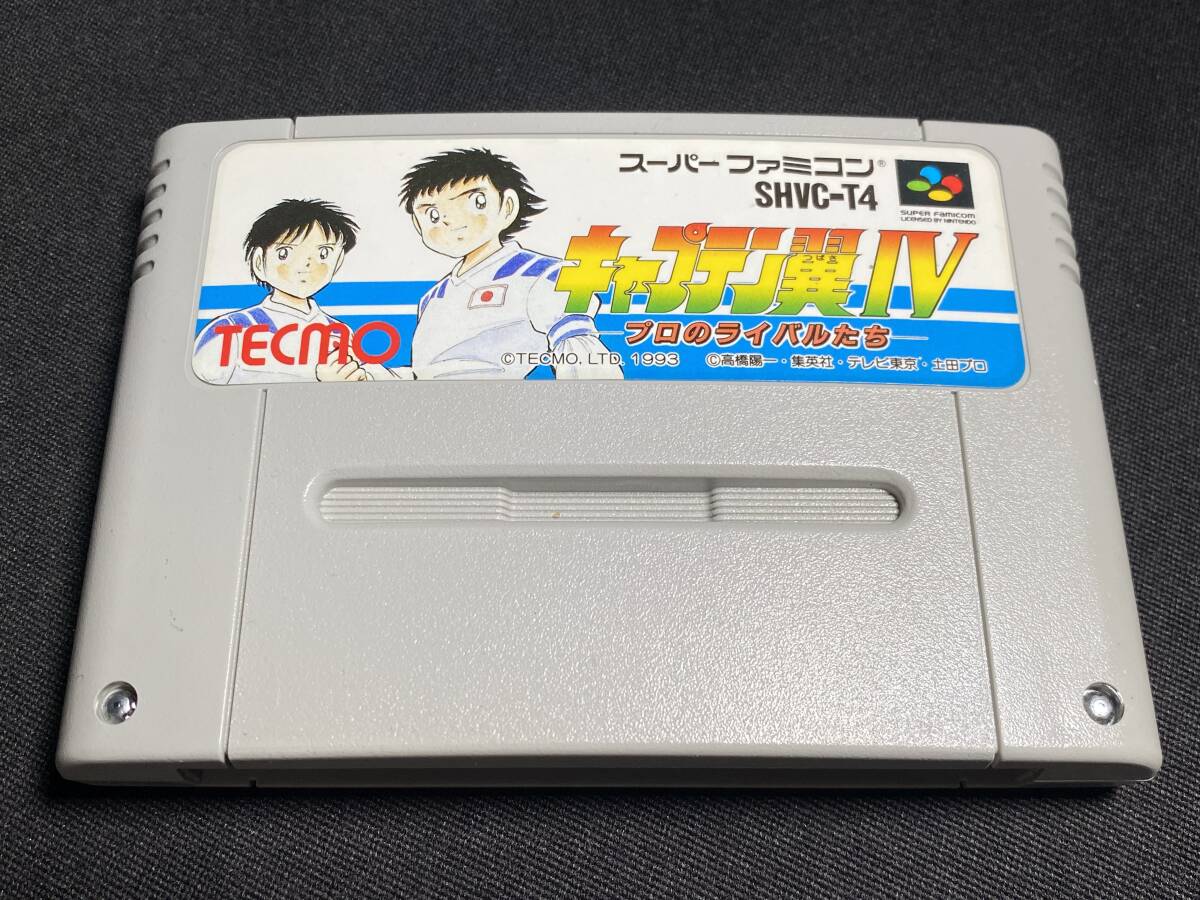 スーパーファミコン®
SHVC-T4
SUPER FAMICOM
LICENSED BY NINTENDO
キャプテン翼IV
つばさ
プロのライバルたち
TECMO
©TECMO, LTD. 1993 ©高橋陽一・集英社・テレビ東京・土田プロ